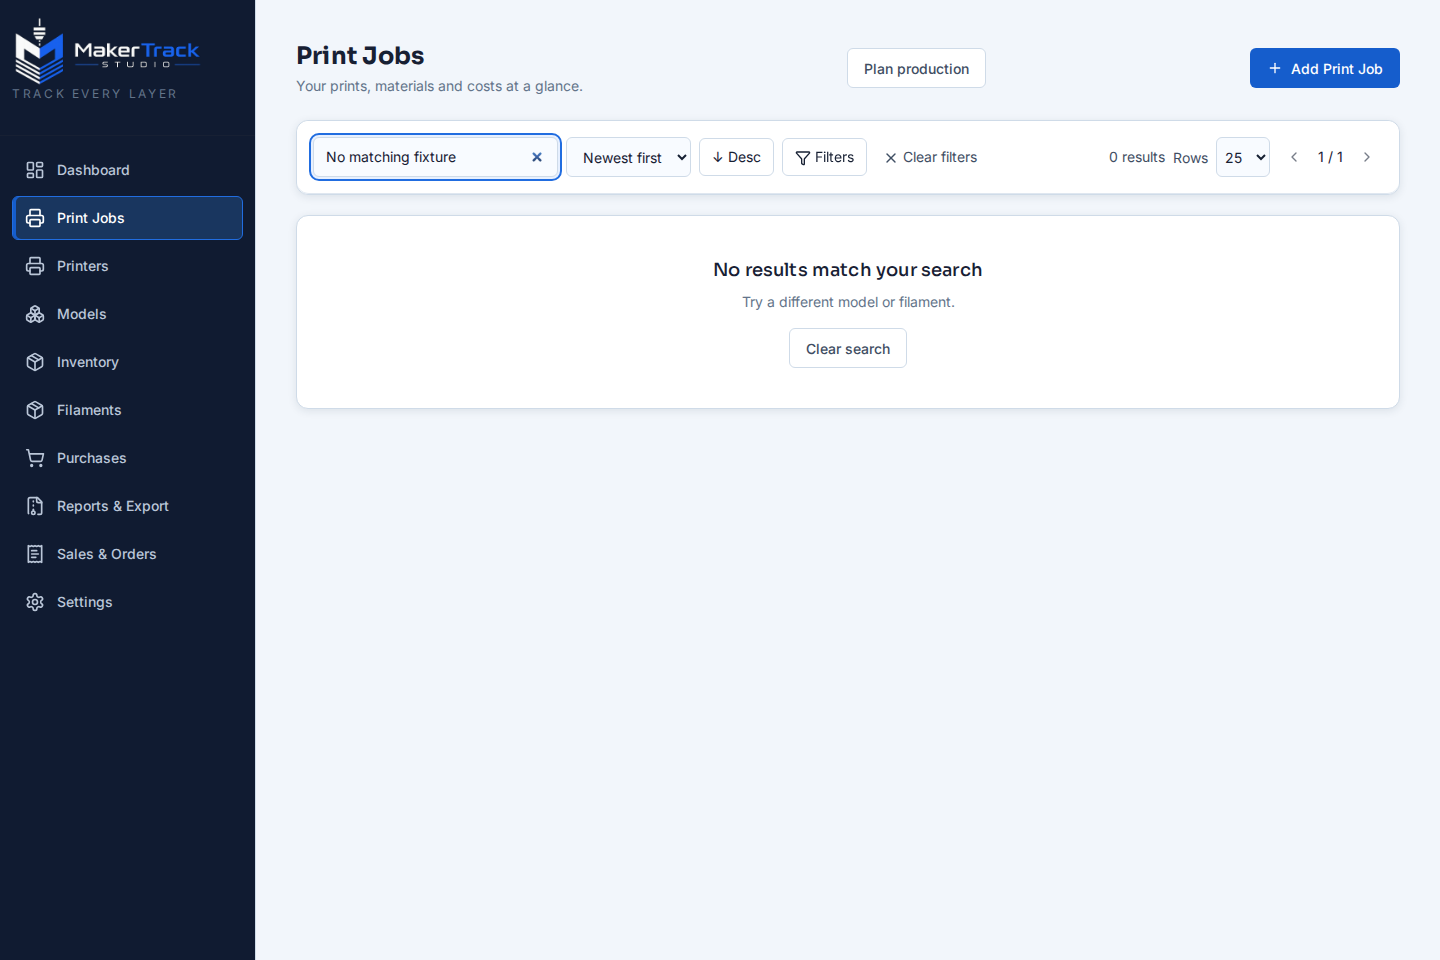 MakerTrack
STUDIO
TRACK EVERY LAYER
Dashboard
Print Jobs
Printers
Models
Inventory
Filaments
Purchases
Reports & Export
Sales & Orders
Settings
Print Jobs
Your prints, materials and costs at a glance.
Plan production
Add Print Job
No matching fixture
Newest first
Desc
Filters
Clear filters
0 results
Rows
25
1 / 1
No results match your search
Try a different model or filament.
Clear search